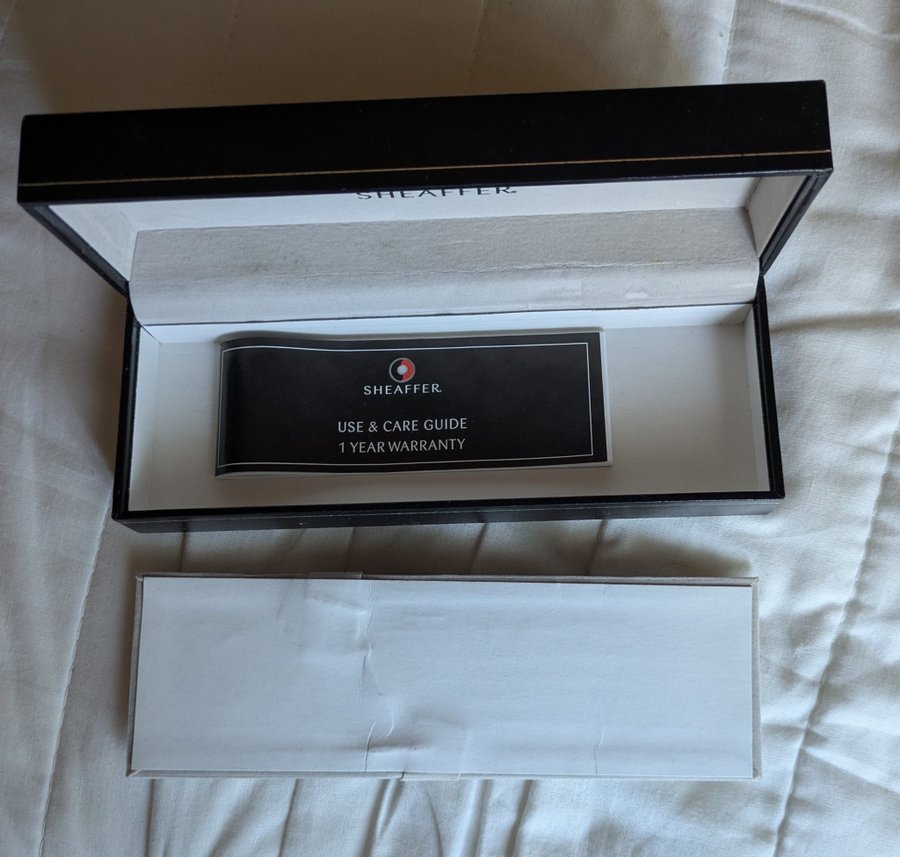 SHEAFFER®
SHEAFFER®
USE & CARE GUIDE
1 YEAR WARRANTY